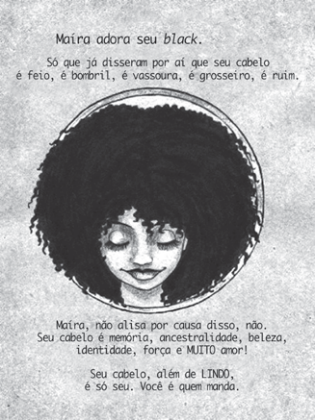 Maíra adora seu black.
Só que já disseram por aí que seu cabelo
é feio, é bombril, é vassoura, é grosseiro, é ruim.
Maíra, não alisa por causa disso, não.
Seu cabelo é memória, ancestralidade, beleza,
identidade, força e MUITO amor!
Seu cabelo, além de LINDO,
é só seu. Você é quem manda.